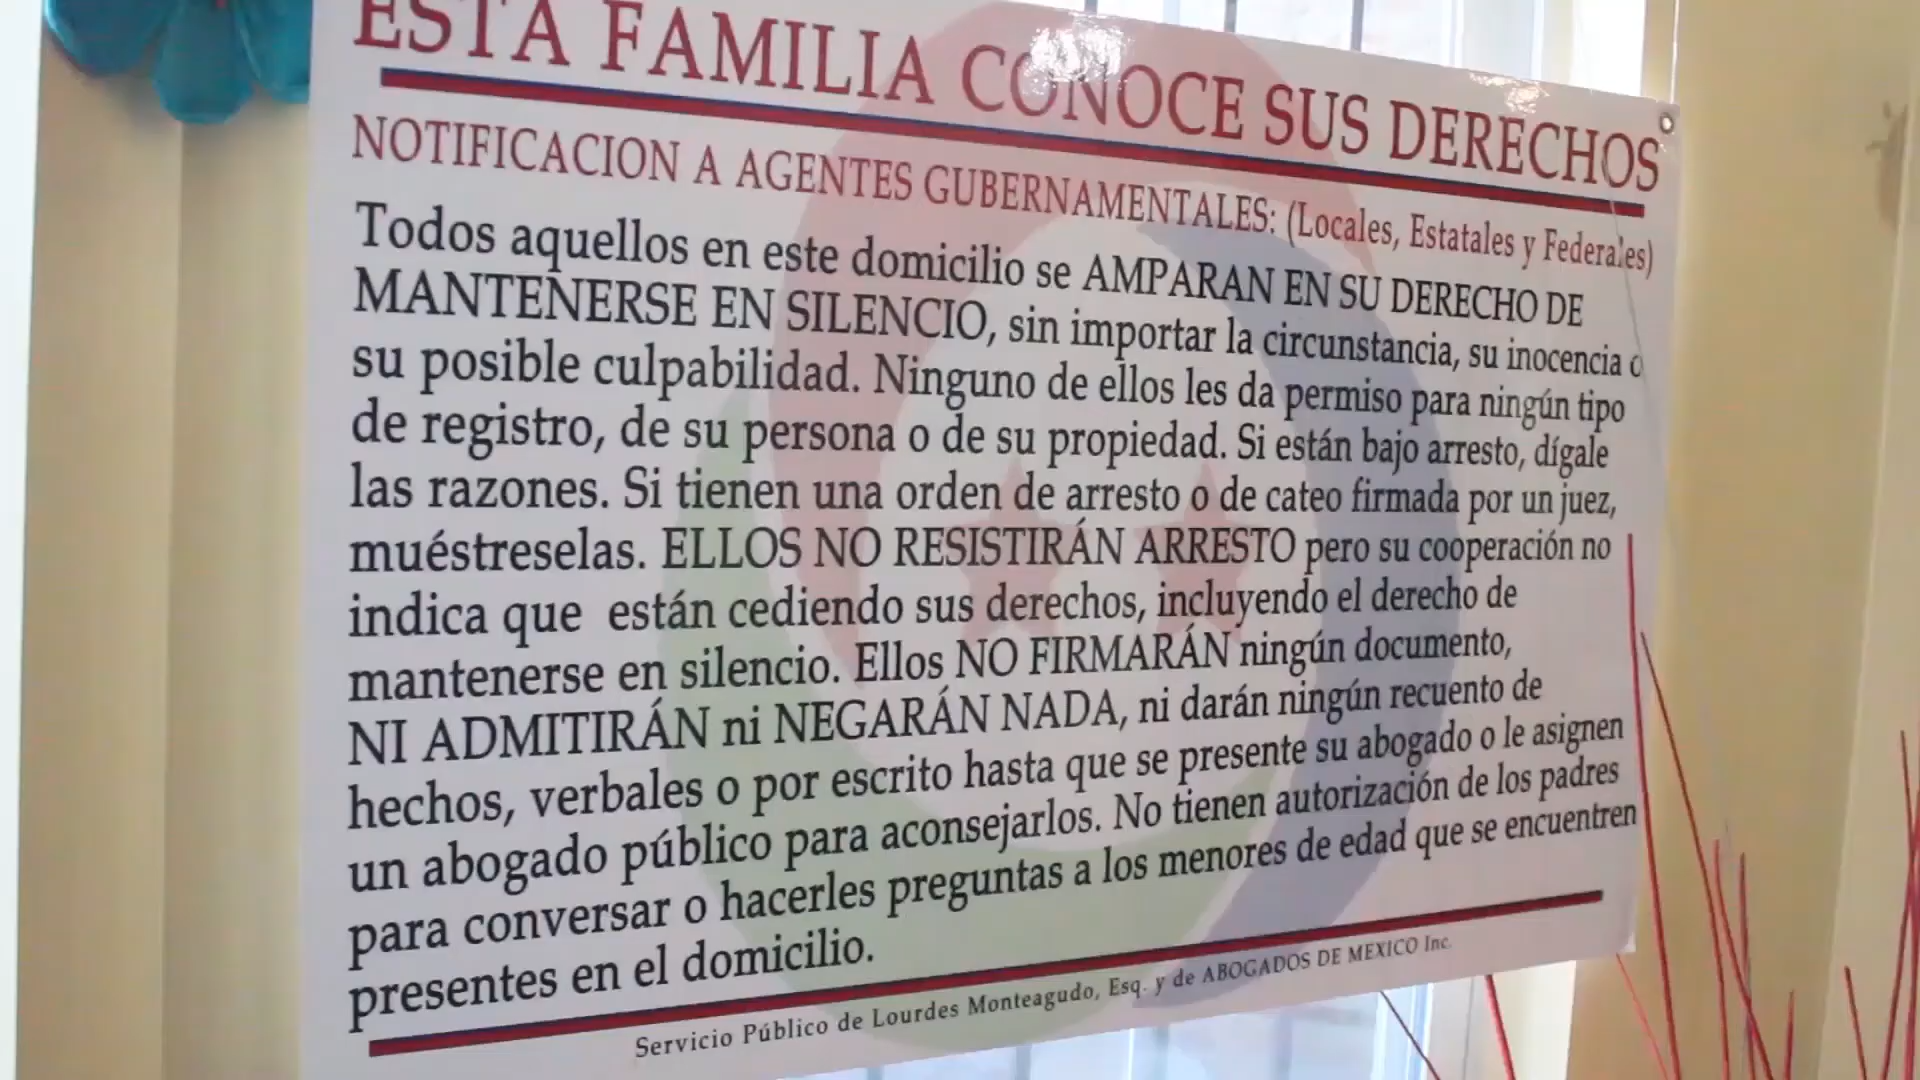 ESTA FAMILIA CONOCE SUS DERECHOS
NOTIFICACION A AGENTES GUBERNAMENTALES: (Locales, Estatales y Federales)
Todos aquellos en este domicilio se AMPARAN EN SU DERECHO DE
MANTENERSE EN SILENCIO, sin importar la circunstancia, su inocencia o
su posible culpabilidad. Ninguno de ellos les da permiso para ningún tipo
de registro, de su persona o de su propiedad. Si están bajo arresto, dígale
las razones. Si tienen una orden de arresto o de cateo firmada por un juez,
muéstreselas. ELLOS NO RESISTIRÁN ARRESTO pero su cooperación no
indica que están cediendo sus derechos, incluyendo el derecho de
mantenerse en silencio. Ellos NO FIRMARÁN ningún documento,
NI ADMITIRÁN ni NEGARÁN NADA, ni darán ningún recuento de
hechos, verbales o por escrito hasta que se presente su abogado o le asignen
un abogado público para aconsejarlos. No tienen autorización de los padres
para conversar o hacerles preguntas a los menores de edad que se encuentren
presentes en el domicilio.
Servicio Público de Lourdes Monteagudo, Esq. y de ABOGADOS DE MEXICO Inc.